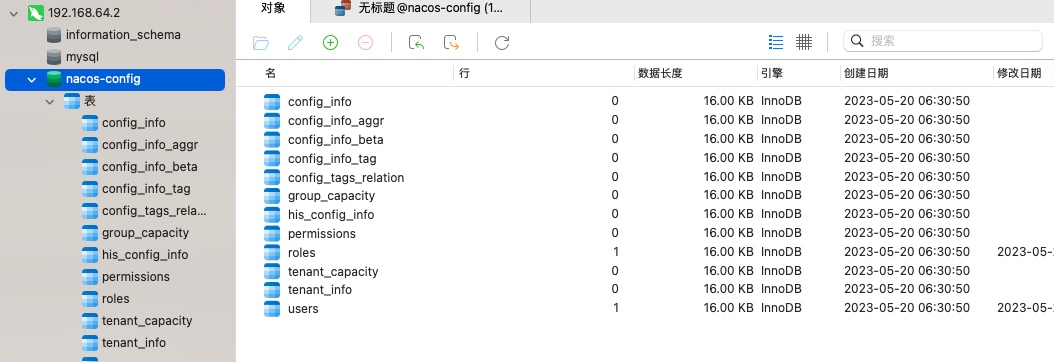 192.168.64.2
information_schema
mysql
nacos-config
表
config_info
config_info_aggr
config_info_beta
config_info_tag
config_tags_rela...
group_capacity
his_config_info
permissions
roles
tenant_capacity
tenant_info
对象 无标题@nacos-config (1...
搜索
名 行 数据长度 引擎 创建日期 修改日期
config_info 0 16.00 KB InnoDB 2023-05-20 06:30:50
config_info_aggr 0 16.00 KB InnoDB 2023-05-20 06:30:50
config_info_beta 0 16.00 KB InnoDB 2023-05-20 06:30:50
config_info_tag 0 16.00 KB InnoDB 2023-05-20 06:30:50
config_tags_relation 0 16.00 KB InnoDB 2023-05-20 06:30:50
group_capacity 0 16.00 KB InnoDB 2023-05-20 06:30:50
his_config_info 0 16.00 KB InnoDB 2023-05-20 06:30:50
permissions 0 16.00 KB InnoDB 2023-05-20 06:30:50
roles 1 16.00 KB InnoDB 2023-05-20 06:30:50 2023-05-
tenant_capacity 0 16.00 KB InnoDB 2023-05-20 06:30:50
tenant_info 0 16.00 KB InnoDB 2023-05-20 06:30:50
users 1 16.00 KB InnoDB 2023-05-20 06:30:50 2023-05-